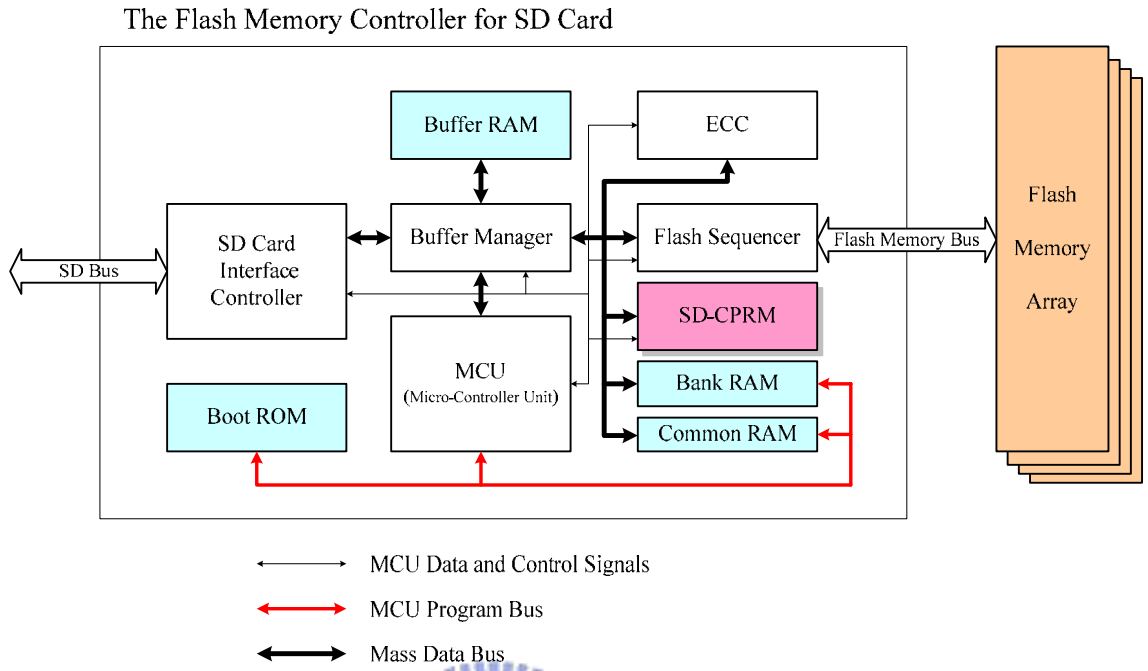 The Flash Memory Controller for SD Card
Buffer RAM
ECC
SD Card
Interface
Controller
Buffer Manager
Flash Sequencer
SD Bus
Flash Memory Bus
Flash
Memory
Array
SD-CPRM
MCU
(Micro-Controller Unit)
Bank RAM
Boot ROM
Common RAM
MCU Data and Control Signals
MCU Program Bus
Mass Data Bus